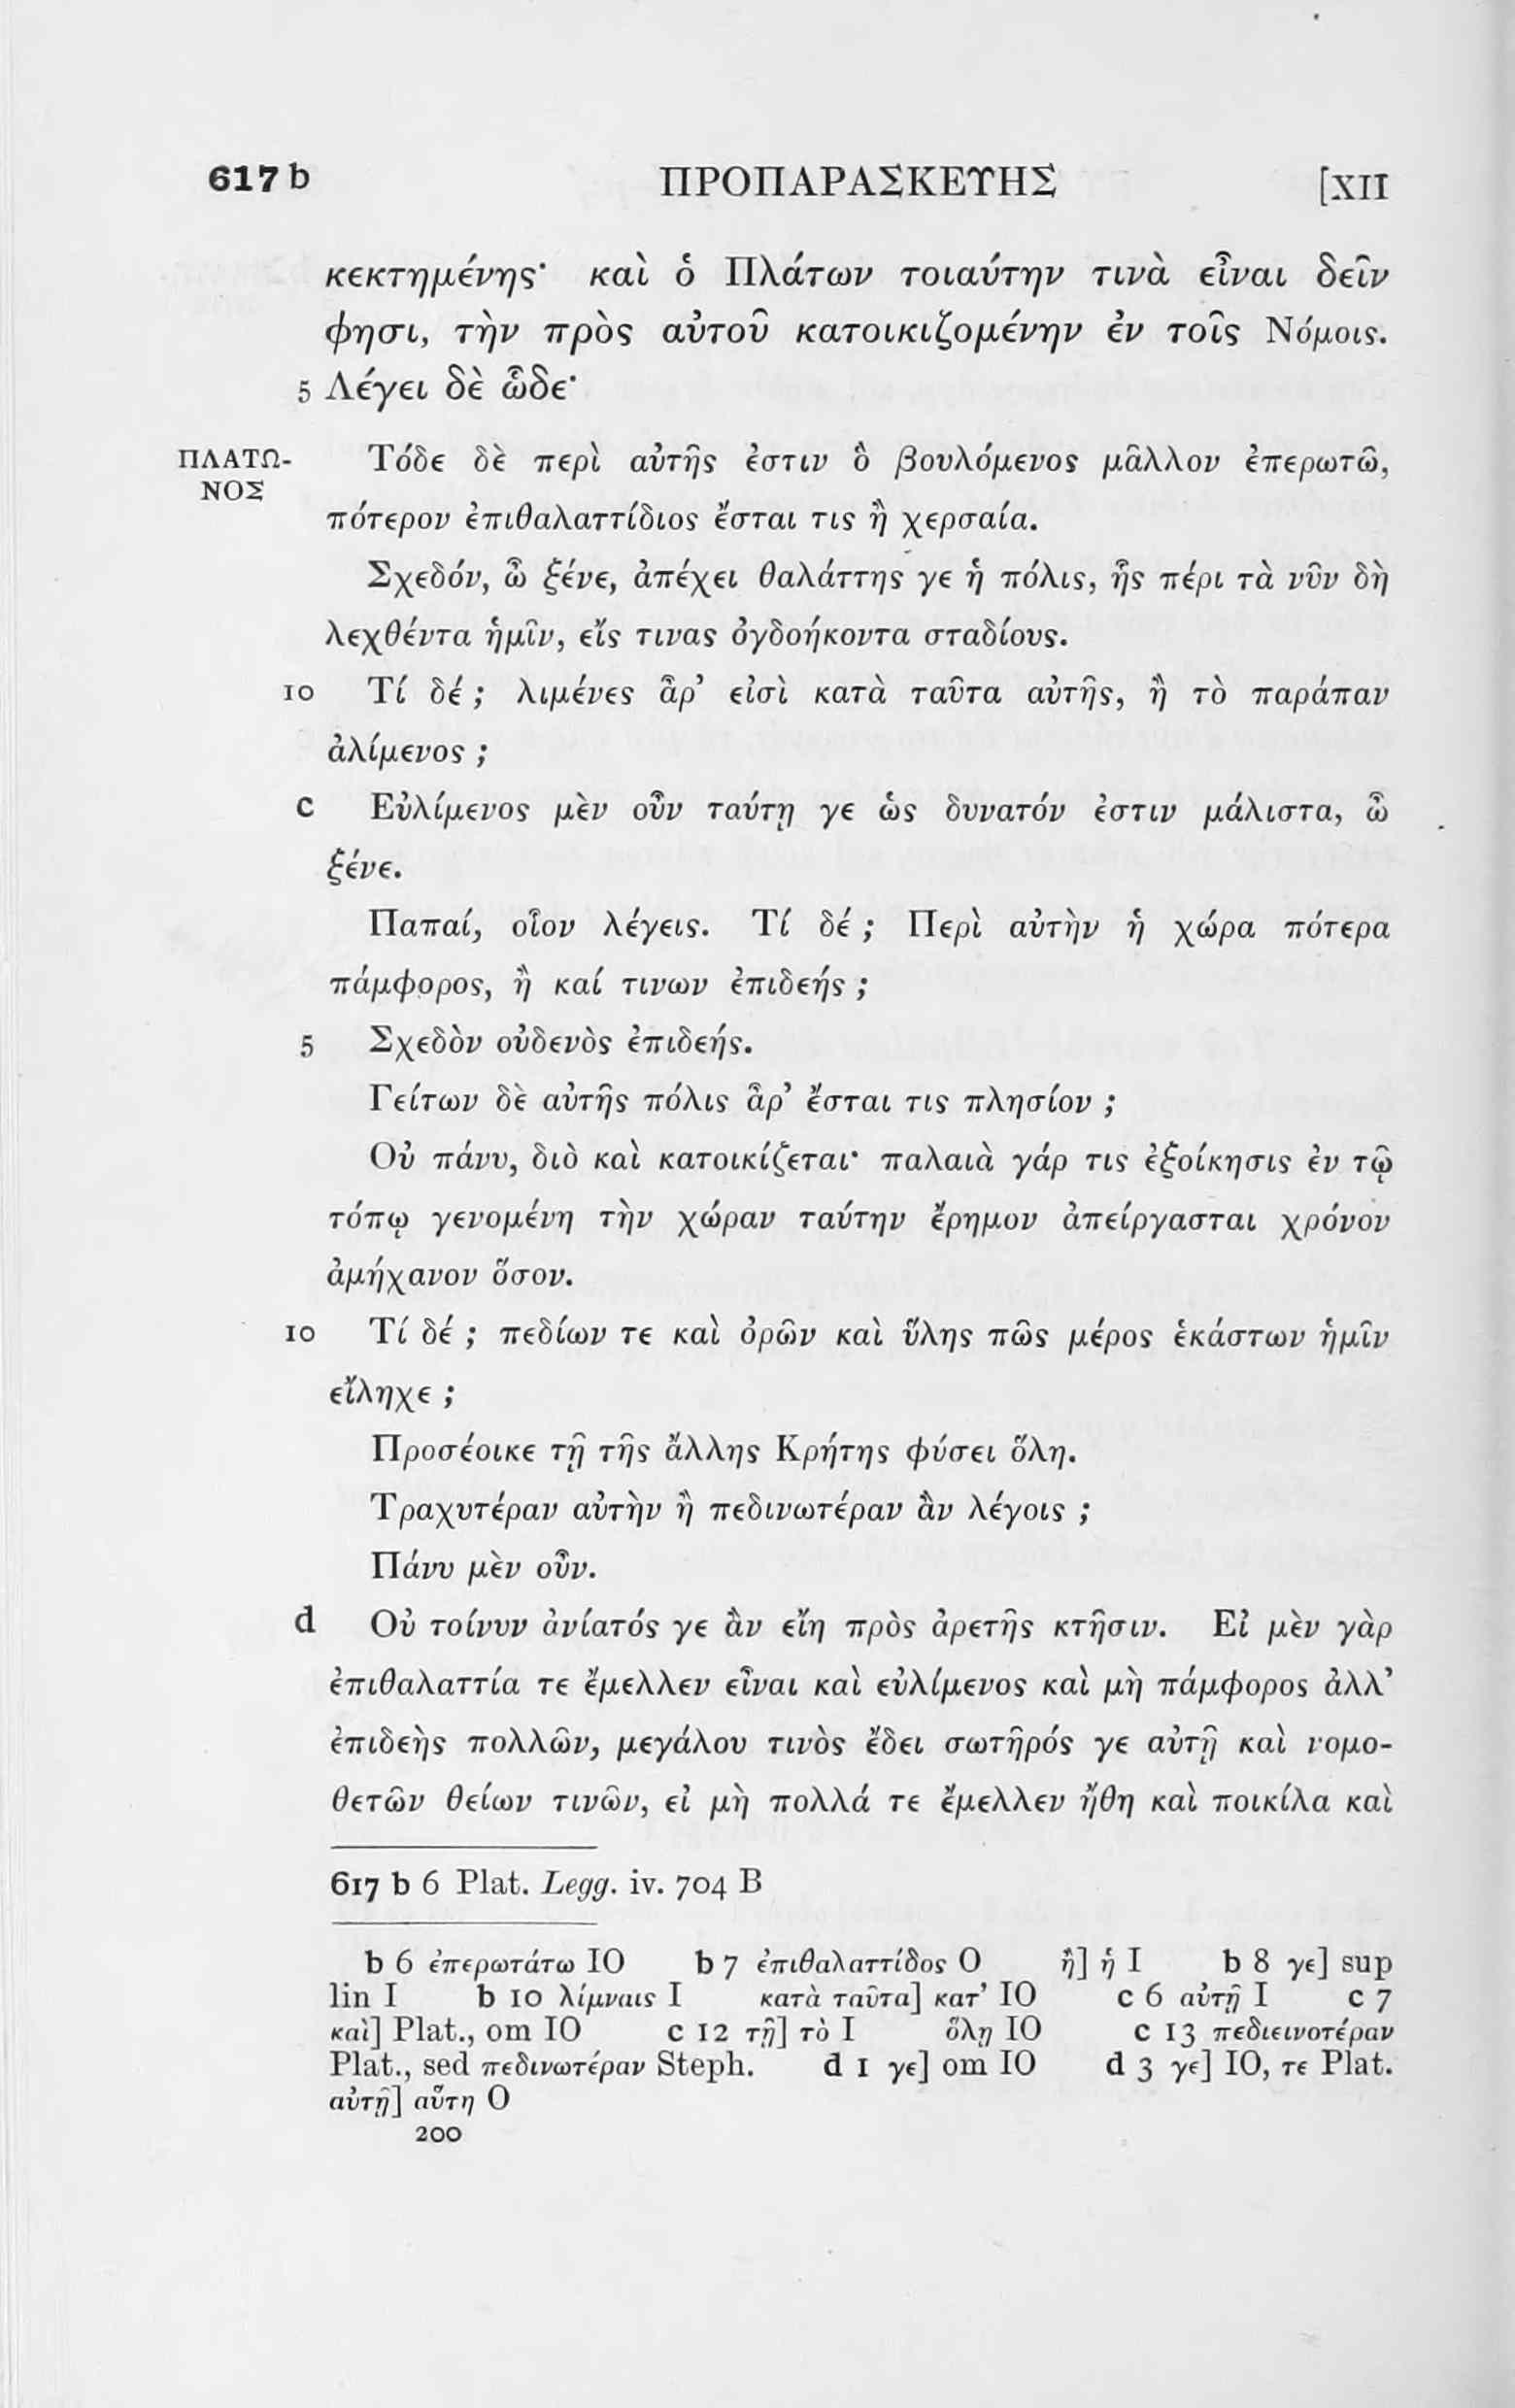 617 b ΠΡΟΠΑΡΑΣΚΕΥΗΣ [XII
κεκτημένης· καὶ ὁ Πλάτων τοιαύτην τινὰ εἶναι δεῖν
φησι, τὴν πρὸς αὐτοῦ κατοικιζομένην ἐν τοῖς Νόμοις.
5 Λέγει δὲ ὧδε·
ΠΛΑΤΩ- Τόδε δὲ περὶ αὐτῆς ἐστιν ὃ βουλόμενος μᾶλλον ἐπερωτῶ,
ΝΟΣ
πότερον ἐπιθαλαττίδιος ἔσται τις ἢ χερσαία.
Σχεδόν, ὦ ξένε, ἀπέχει θαλάττης γε ἡ πόλις, ἧς πέρι τὰ νῦν δὴ
λεχθέντα ἡμῖν, εἴς τινας ὀγδοήκοντα σταδίους.
10 Τί δέ ; λιμένες ἆρ’ εἰσὶ κατὰ ταῦτα αὐτῆς, ἢ τὸ παράπαν
ἀλίμενος ;
c Εὐλίμενος μὲν οὖν ταύτῃ γε ὡς δυνατόν ἐστιν μάλιστα, ὦ
ξένε.
Παπαί, οἷον λέγεις. Τί δέ ; Περὶ αὐτὴν ἡ χώρα πότερα
πάμφορος, ἢ καί τινων ἐπιδεής ;
5 Σχεδὸν οὐδενὸς ἐπιδεής.
Γείτων δὲ αὐτῆς πόλις ἆρ’ ἔσται τις πλησίον ;
Οὐ πάνυ, διὸ καὶ κατοικίζεται· παλαιὰ γάρ τις ἐξοίκησις ἐν τῷ
τόπῳ γενομένη τὴν χώραν ταύτην ἔρημον ἀπείργασται χρόνον
ἀμήχανον ὅσον.
10 Τί δέ ; πεδίων τε καὶ ὀρῶν καὶ ὕλης πῶς μέρος ἑκάστων ἡμῖν
εἴληχε ;
Προσέοικε τῇ τῆς ἄλλης Κρήτης φύσει ὅλη.
Τραχυτέραν αὐτὴν ἢ πεδινωτέραν ἂν λέγοις ;
Πάνυ μὲν οὖν.
d Οὐ τοίνυν ἀνίατός γε ἂν εἴη πρὸς ἀρετῆς κτῆσιν. Εἰ μὲν γὰρ
ἐπιθαλαττία τε ἔμελλεν εἶναι καὶ εὐλίμενος καὶ μὴ πάμφορος ἀλλ’
ἐπιδεὴς πολλῶν, μεγάλου τινὸς ἔδει σωτῆρός γε αὐτῇ καὶ νομο-
θετῶν θείων τινῶν, εἰ μὴ πολλά τε ἔμελλεν ἤθη καὶ ποικίλα καὶ
617 b 6 Plat. Legg. iv. 704 B
b 6 ἐπερωτάτω IO b 7 ἐπιθαλαττίδος O ἢ] ἡ I b 8 γε] sup
lin I b 10 λίμναις I κατὰ ταῦτα] κατ’ IO c 6 αὐτῇ I c 7
καὶ] Plat., om IO c 12 τῇ] τὸ I ὅλῃ IO c 13 πεδιεινοτέραν
Plat., sed πεδινωτέραν Steph. d 1 γε] om IO d 3 γε] IO, τε Plat.
αὐτῇ] αὕτη O
200